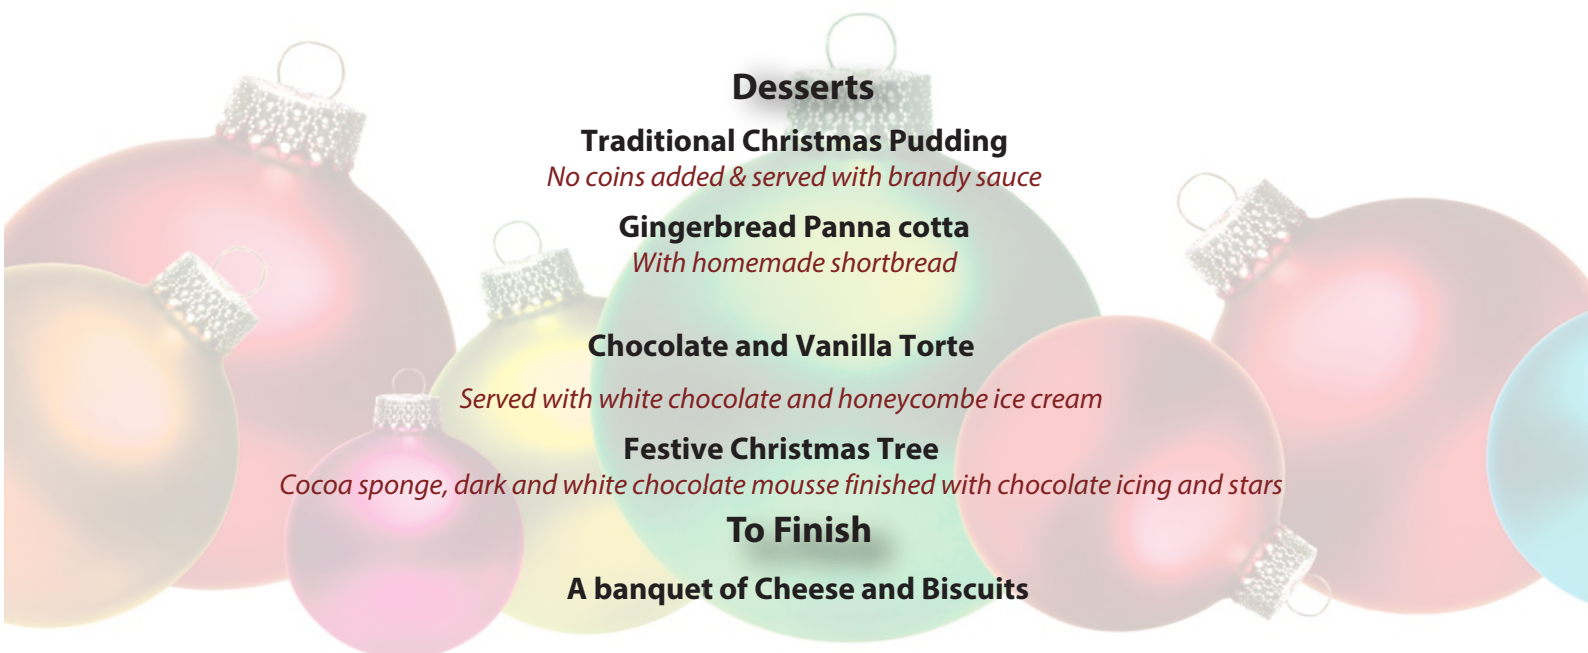 Desserts
Traditional Christmas Pudding
No coins added & served with brandy sauce
Gingerbread Panna cotta
With homemade shortbread
Chocolate and Vanilla Torte
Served with white chocolate and honeycombe ice cream
Festive Christmas Tree
Cocoa sponge, dark and white chocolate mousse finished with chocolate icing and stars
To Finish
A banquet of Cheese and Biscuits